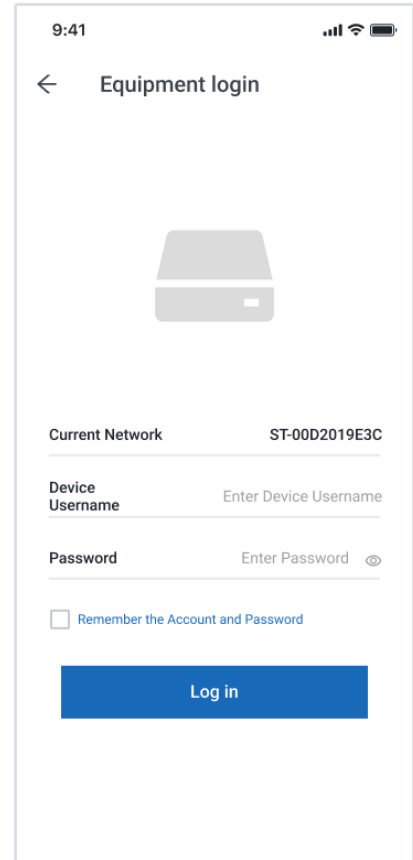 9:41
Equipment login
Current Network ST-00D2019E3C
Device
Username
Enter Device Username
Password Enter Password
Remember the Account and Password
Log in